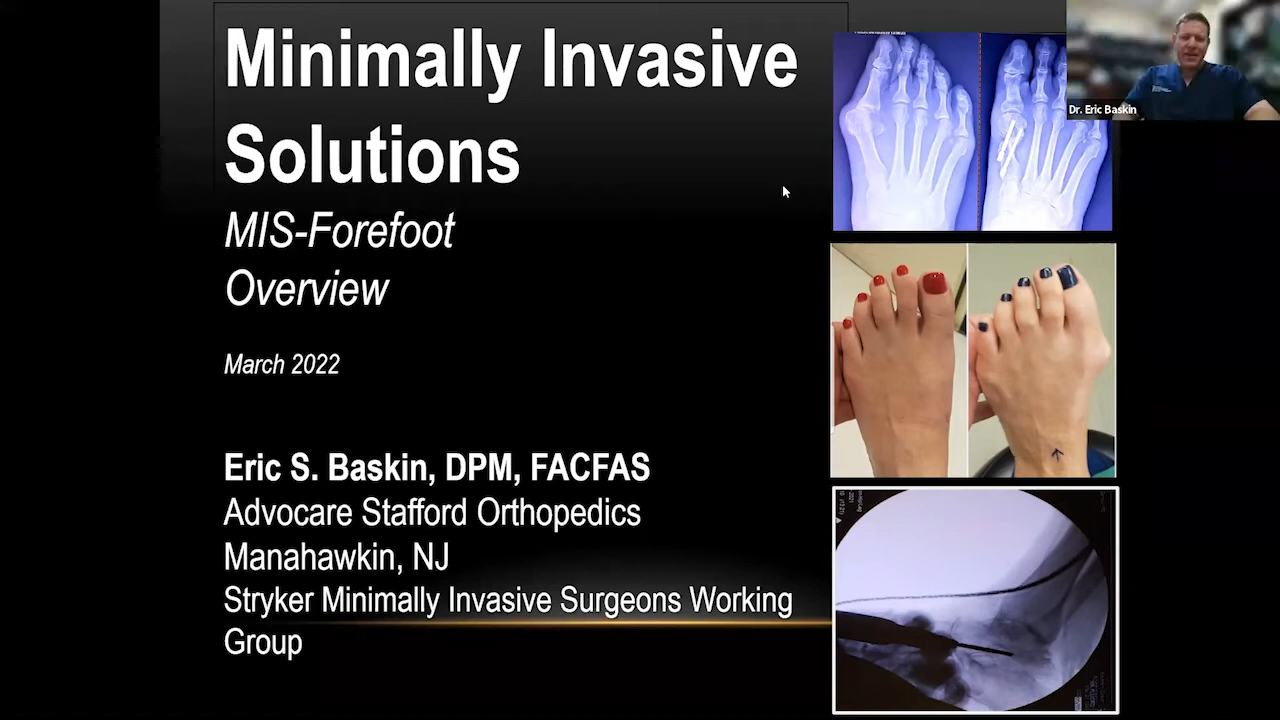 Minimally Invasive
Solutions
MIS-Forefoot
Overview
March 2022
Eric S. Baskin, DPM, FACFAS
Advocare Stafford Orthopedics
Manahawkin, NJ
Stryker Minimally Invasive Surgeons Working
Group
Dr. Eric Baskin